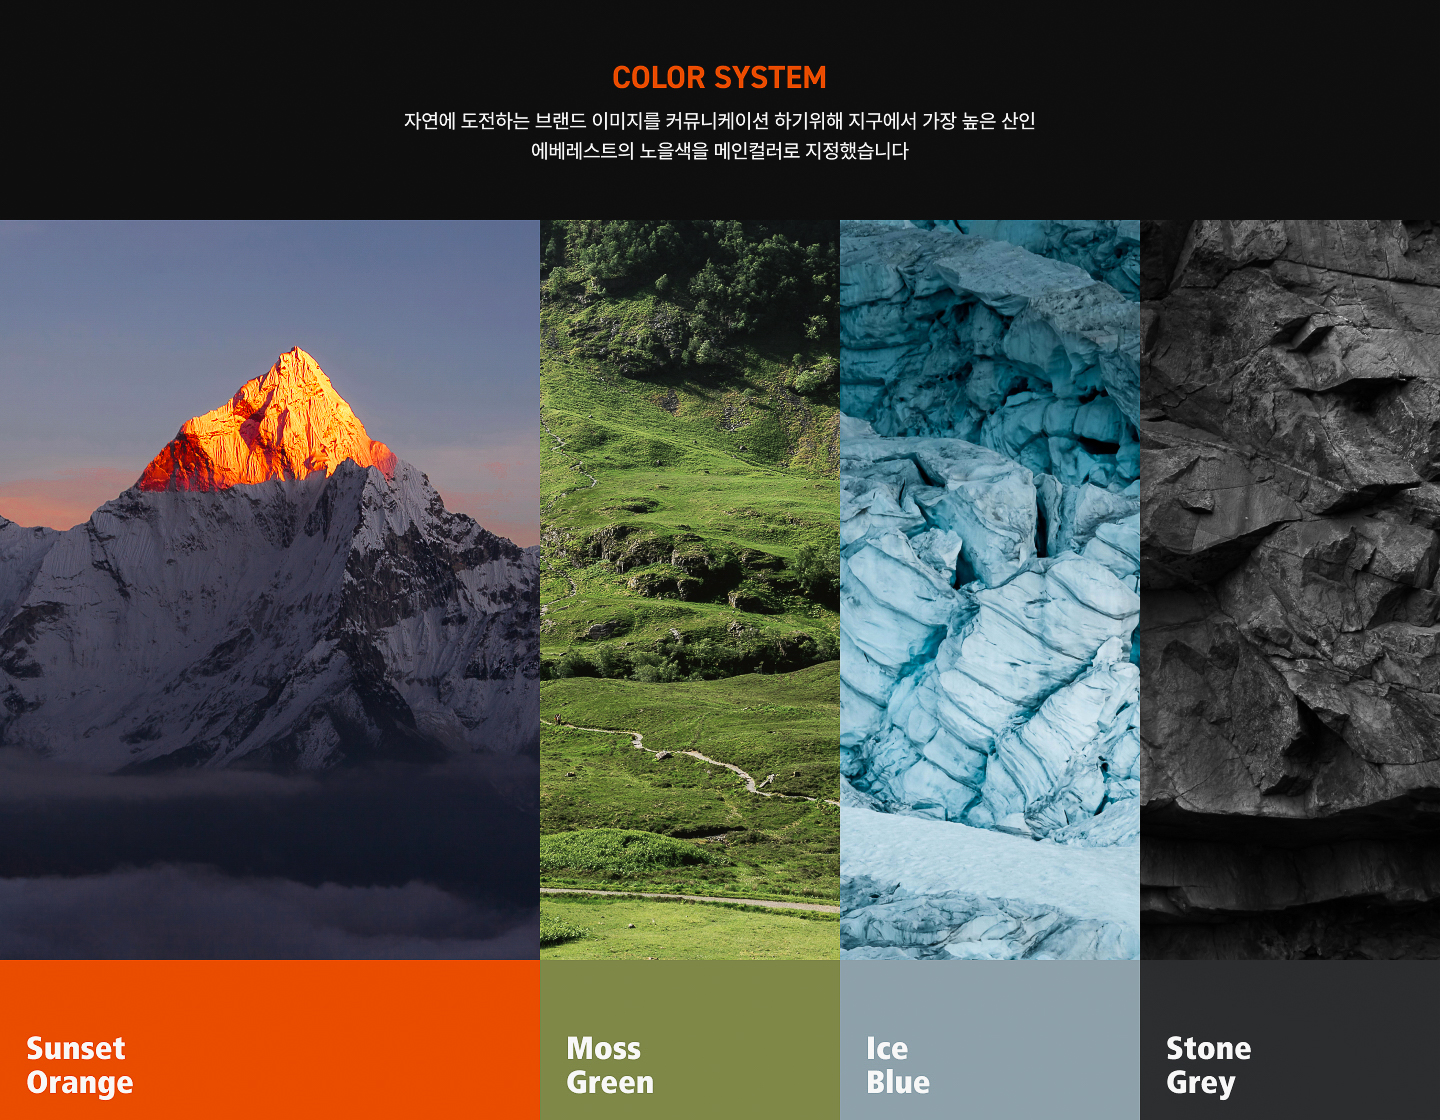 COLOR SYSTEM
자연에 도전하는 브랜드 이미지를 커뮤니케이션 하기위해 지구에서 가장 높은 산인
에베레스트의 노을색을 메인컬러로 지정했습니다
Sunset
Orange
Moss
Green
Ice
Blue
Stone
Grey